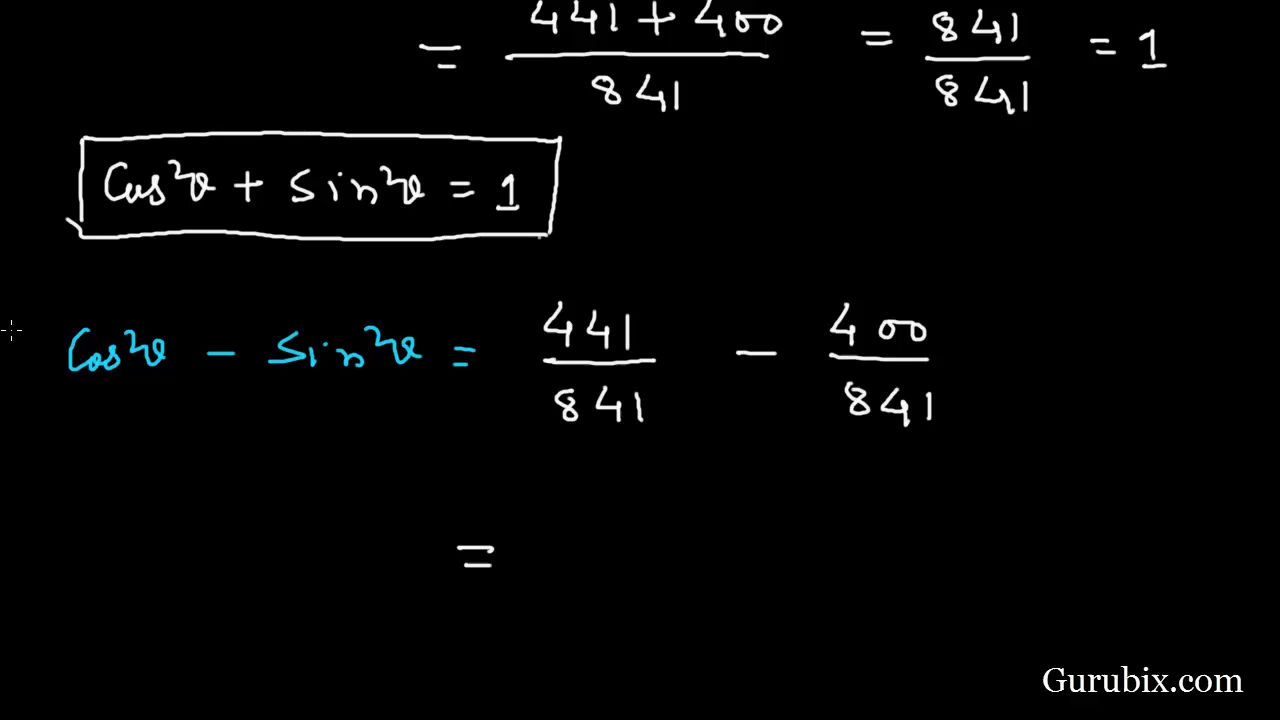 = 441 + 400 / 841 = 841 / 841 = 1
Cos²θ + Sin²θ = 1
Cos²θ - Sin²θ = 441 / 841 - 400 / 841
=
Gurubix.com